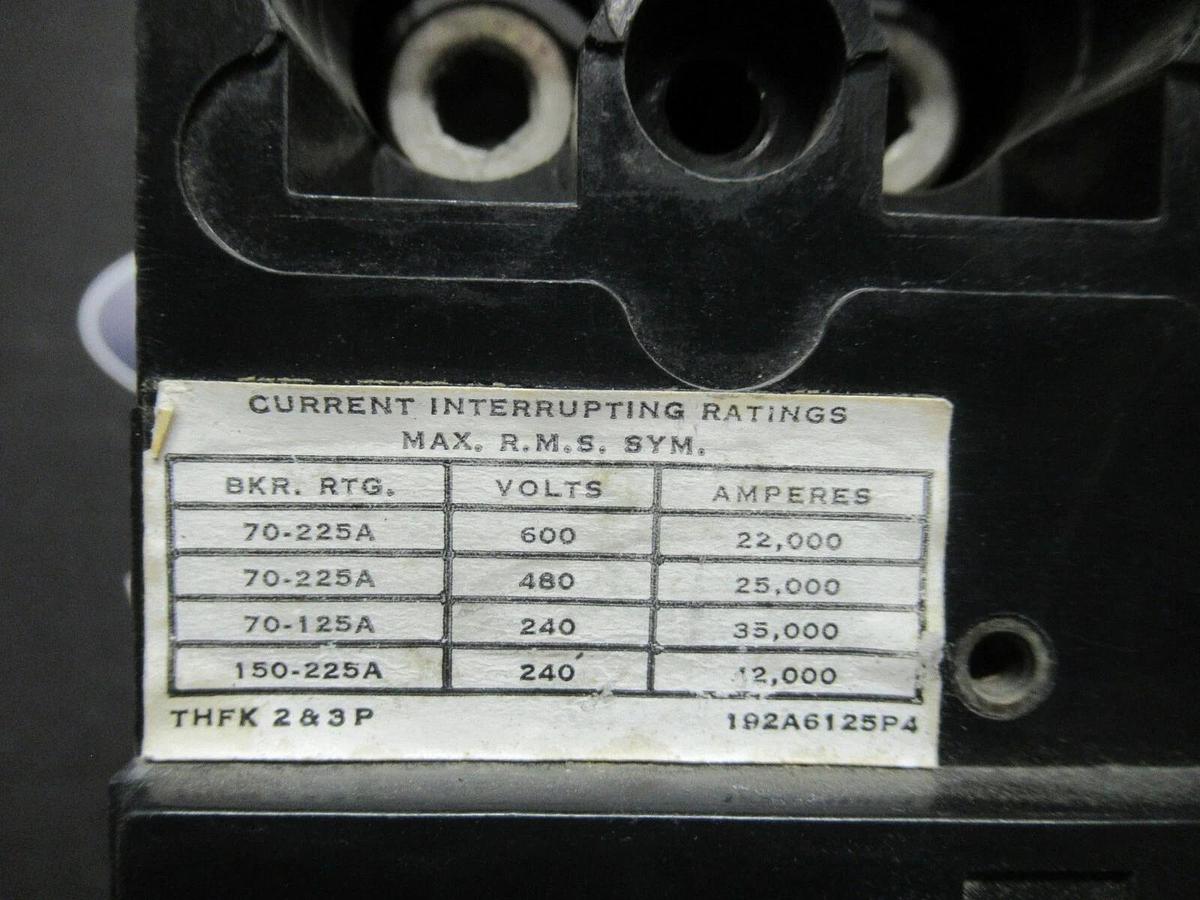 CURRENT INTERRUPTING RATINGS
MAX. R.M.S. SYM.
BKR. RTG. VOLTS AMPERES
70-225A 600 22,000
70-225A 480 25,000
70-125A 240 35,000
150-225A 240
THFK 2&3P 192A6125P4